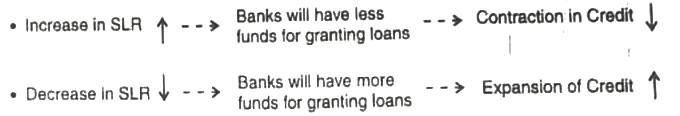 • Increase in SLR ↑ --→ Banks will have less funds for granting loans --→ Contraction in Credit ↓
• Decrease in SLR ↓ --→ Banks will have more funds for granting loans --→ Expansion of Credit ↑